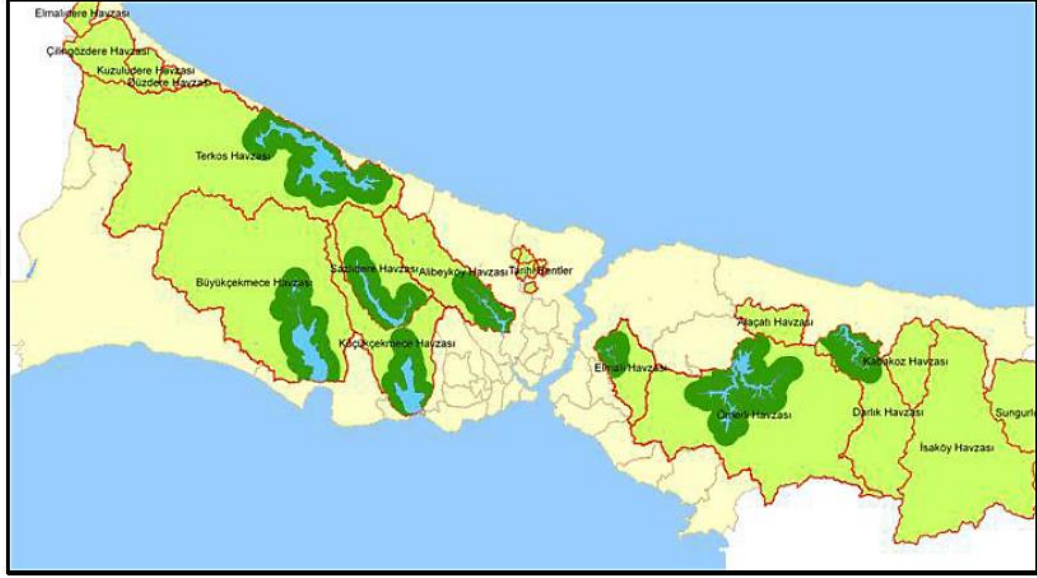 Elmalıdere Havzası
Çilingözdere Havzası
Kuzuludere Havzası
Düzdere Havzası
Terkos Havzası
Sazlıdere Havzası
Alibeyköy Havzası
Tarihi Bentler
Büyükçekmece Havzası
Küçükçekmece Havzası
Alaçatı Havzası
Elmalı Havzası
Kabakoz Havzası
Ömerli Havzası
Darlık Havzası
Sungurl
İsaköy Havzası